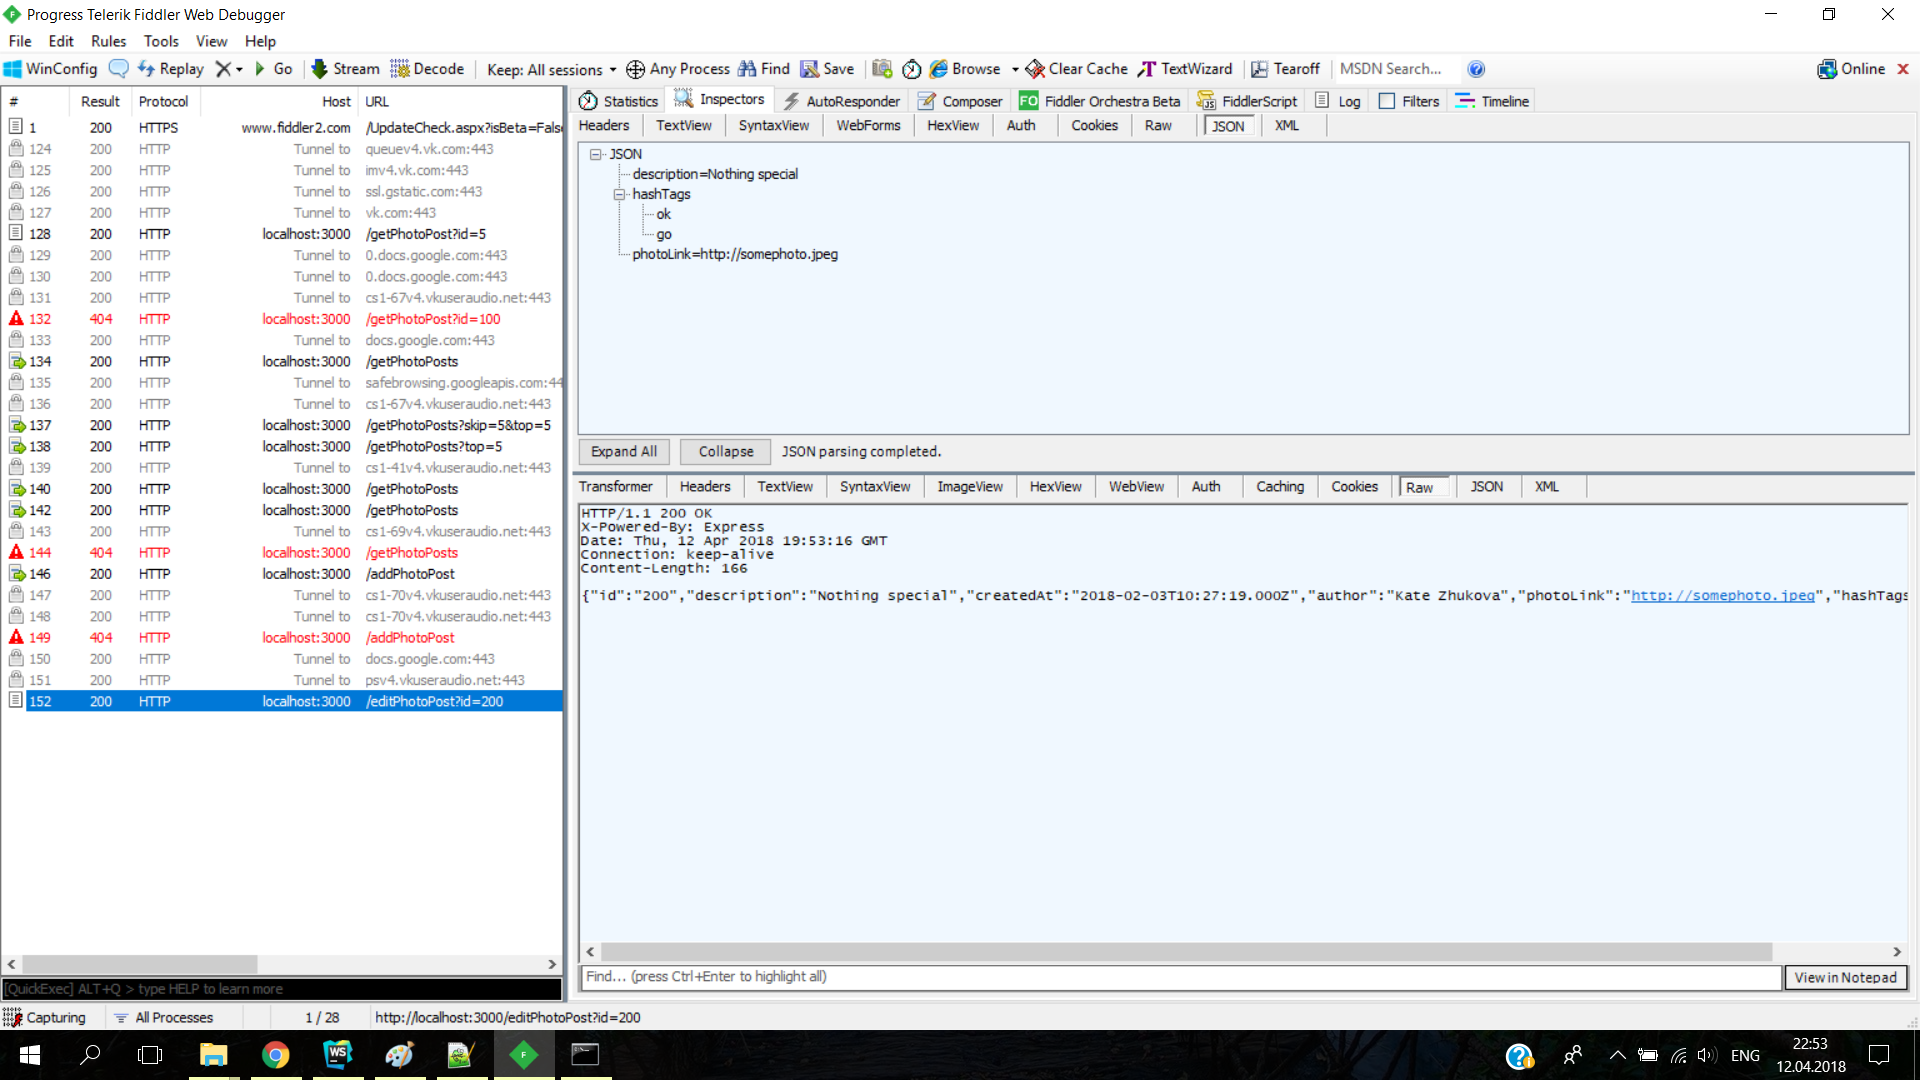 Progress Telerik Fiddler Web Debugger
File Edit Rules Tools View Help
WinConfig Replay Go Stream Decode Keep: All sessions Any Process Find Save Browse Clear Cache TextWizard Tearoff MSDN Search... Online
# Result Protocol Host URL
1 200 HTTPS www.fiddler2.com /UpdateCheck.aspx?isBeta=False
124 200 HTTP Tunnel to queuev4.vk.com:443
125 200 HTTP Tunnel to imv4.vk.com:443
126 200 HTTP Tunnel to ssl.gstatic.com:443
127 200 HTTP Tunnel to vk.com:443
128 200 HTTP localhost:3000 /getPhotoPost?id=5
129 200 HTTP Tunnel to 0.docs.google.com:443
130 200 HTTP Tunnel to 0.docs.google.com:443
131 200 HTTP Tunnel to cs1-67v4.vkuseraudio.net:443
132 404 HTTP localhost:3000 /getPhotoPost?id=100
133 200 HTTP Tunnel to docs.google.com:443
134 200 HTTP localhost:3000 /getPhotoPosts
135 200 HTTP Tunnel to safebrowsing.googleapis.com:44
136 200 HTTP Tunnel to cs1-67v4.vkuseraudio.net:443
137 200 HTTP localhost:3000 /getPhotoPosts?skip=5&top=5
138 200 HTTP localhost:3000 /getPhotoPosts?top=5
139 200 HTTP Tunnel to cs1-41v4.vkuseraudio.net:443
140 200 HTTP localhost:3000 /getPhotoPosts
142 200 HTTP localhost:3000 /getPhotoPosts
143 200 HTTP Tunnel to cs1-69v4.vkuseraudio.net:443
144 404 HTTP localhost:3000 /getPhotoPosts
146 200 HTTP localhost:3000 /addPhotoPost
147 200 HTTP Tunnel to cs1-70v4.vkuseraudio.net:443
148 200 HTTP Tunnel to cs1-70v4.vkuseraudio.net:443
149 404 HTTP localhost:3000 /addPhotoPost
150 200 HTTP Tunnel to docs.google.com:443
151 200 HTTP Tunnel to psv4.vkuseraudio.net:443
152 200 HTTP localhost:3000 /editPhotoPost?id=200
[QuickExec] ALT+Q > type HELP to learn more
Statistics Inspectors AutoResponder Composer FO Fiddler Orchestra Beta FiddlerScript Log Filters Timeline
Headers TextView SyntaxView WebForms HexView Auth Cookies Raw JSON XML
JSON
description=Nothing special
hashTags
ok
go
photoLink=http://somephoto.jpeg
Expand All Collapse JSON parsing completed.
Transformer Headers TextView SyntaxView ImageView HexView WebView Auth Caching Cookies Raw JSON XML
HTTP/1.1 200 OK
X-Powered-By: Express
Date: Thu, 12 Apr 2018 19:53:16 GMT
Connection: keep-alive
Content-Length: 166
{"id":"200","description":"Nothing special","createdAt":"2018-02-03T10:27:19.000Z","author":"Kate Zhukova","photoLink":"http://somephoto.jpeg","hashTags
Find... (press Ctrl+Enter to highlight all) View in Notepad
Capturing All Processes 1 / 28 http://localhost:3000/editPhotoPost?id=200
WS F ENG 22:53
12.04.2018